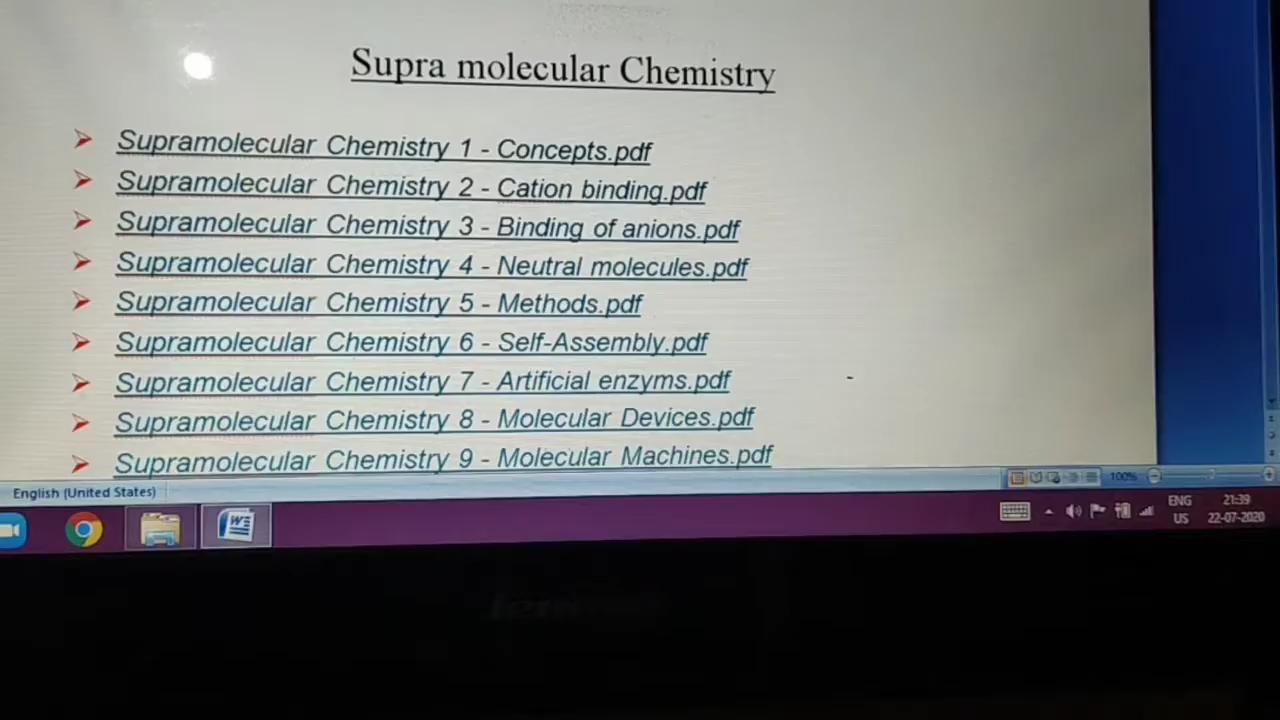 Supra molecular Chemistry
Supramolecular Chemistry 1 - Concepts.pdf
Supramolecular Chemistry 2 - Cation binding.pdf
Supramolecular Chemistry 3 - Binding of anions.pdf
Supramolecular Chemistry 4 - Neutral molecules.pdf
Supramolecular Chemistry 5 - Methods.pdf
Supramolecular Chemistry 6 - Self-Assembly.pdf
Supramolecular Chemistry 7 - Artificial enzyms.pdf
Supramolecular Chemistry 8 - Molecular Devices.pdf
Supramolecular Chemistry 9 - Molecular Machines.pdf
English (United States)
100%
ENG
US
21:39
22-07-2020